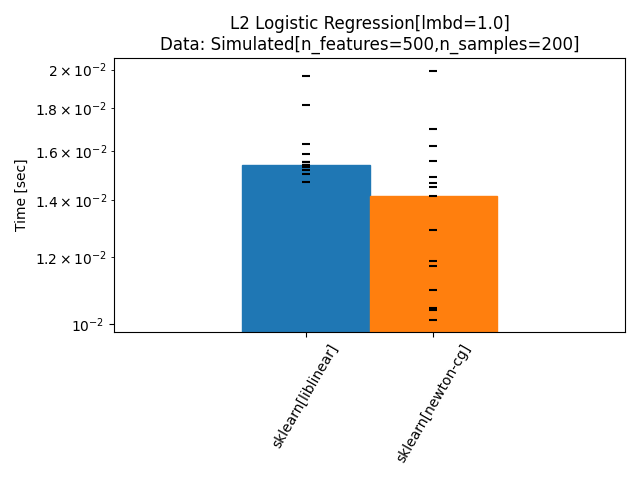 L2 Logistic Regression[lmbd=1.0]
Data: Simulated[n_features=500,n_samples=200]
Time [sec]
2 × 10⁻²
1.8 × 10⁻²
1.6 × 10⁻²
1.4 × 10⁻²
1.2 × 10⁻²
10⁻²
sklearn[liblinear]
sklearn[newton-cg]